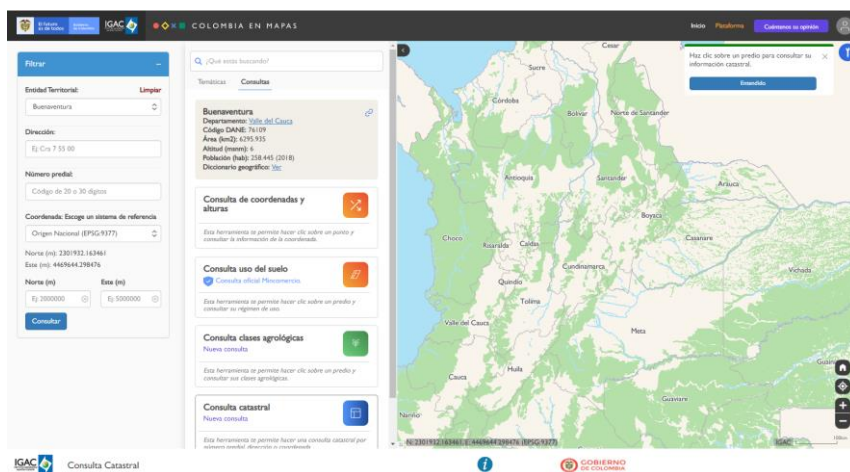 IGAC
COLOMBIA EN MAPAS
Inicio
Plataforma
Cuéntanos su opinión
Filtrar
Entidad Territorial:
Limpiar
Buenaventura
Dirección:
Ej: Crs 7 55 00
Número predial:
Código de 20 o 30 dígitos
Coordenada: Escoge un sistema de referencia
Origen Nacional (EPSG:9377)
Norte (m): 2301932.163461
Este (m): 4469644.298476
Norte (m)
Este (m)
Ej: 2000000
Ej: 5000000
Consultar
¿Qué estás buscando?
Temáticas
Consultas
Buenaventura
Departamento: Valle del Cauca
Código DANE: 76109
Área (km2): 6295.935
Altitud (msnm): 6
Población (hab): 258.445 (2018)
Diccionario geográfico: Ver
Consulta de coordenadas y
alturas
Esta herramienta te permite hacer clic sobre un punto y
consultar la información de la coordenada.
Consulta uso del suelo
Consulta oficial Mincomercio
Esta herramienta te permite hacer clic sobre un predio y
consultar su régimen de uso.
Consulta clases agrológicas
Nueva consulta
Esta herramienta te permite hacer clic sobre un predio y
consultar sus clases agrológicas.
Consulta catastral
Nueva consulta
Esta herramienta te permite hacer una consulta catastral por
número predial, dirección o coordenada.
Haz clic sobre un predio para consultar su
información catastral.
Entendido
Cesar
Sucre
Córdoba
Bolívar
Norte de Santander
Antioquia
Santander
Arauca
Boyacá
Choco
Risaralda
Caldas
Casanare
Cundinamarca
Vichada
Quindío
Tolima
Valle del Cauca
Meta
Huila
Cauca
Guaviare
Nariño
N: 2301932.163461, E: 4469644.298476 (EPSG:9377)
IGAC
100km
IGAC
Consulta Catastral
GOBIERNO
DE COLOMBIA